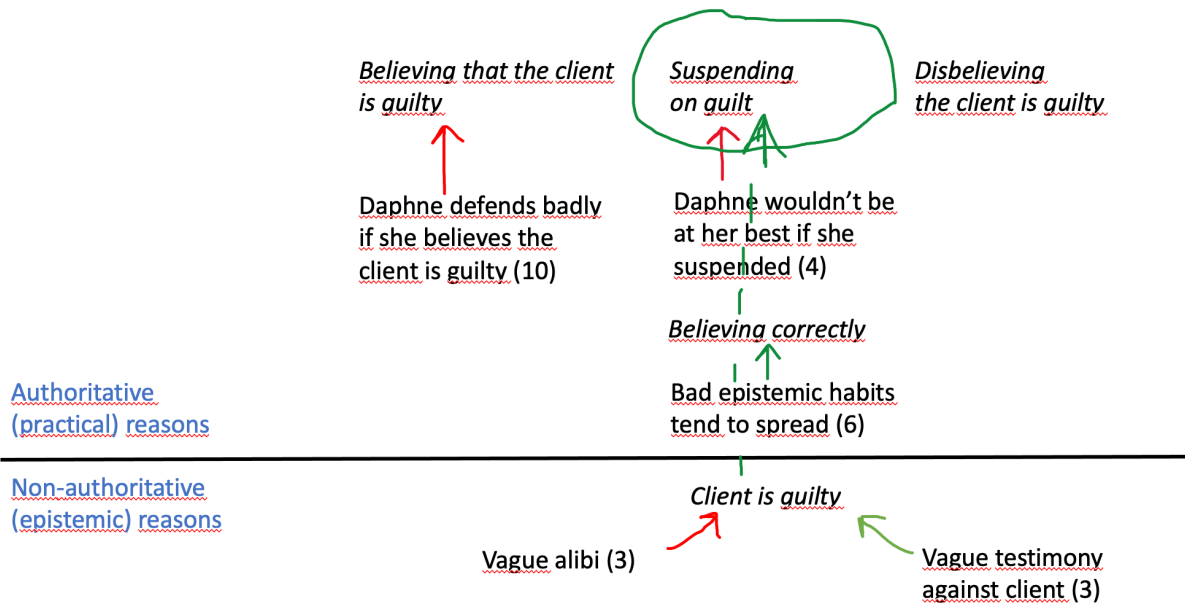 Believing that the client
is guilty
Suspending
on guilt
Disbelieving
the client is guilty
Daphne defends badly
if she believes the
client is guilty (10)
Daphne wouldn’t be
at her best if she
suspended (4)
Believing correctly
Authoritative
(practical) reasons
Bad epistemic habits
tend to spread (6)
Non-authoritative
(epistemic) reasons
Client is guilty
Vague alibi (3)
Vague testimony
against client (3)